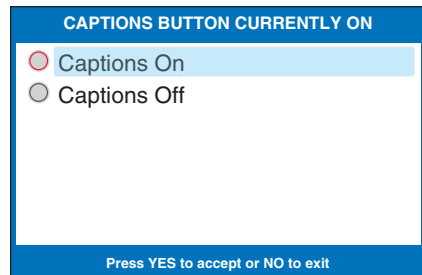 CAPTIONS BUTTON CURRENTLY ON
Captions On
Captions Off
Press YES to accept or NO to exit